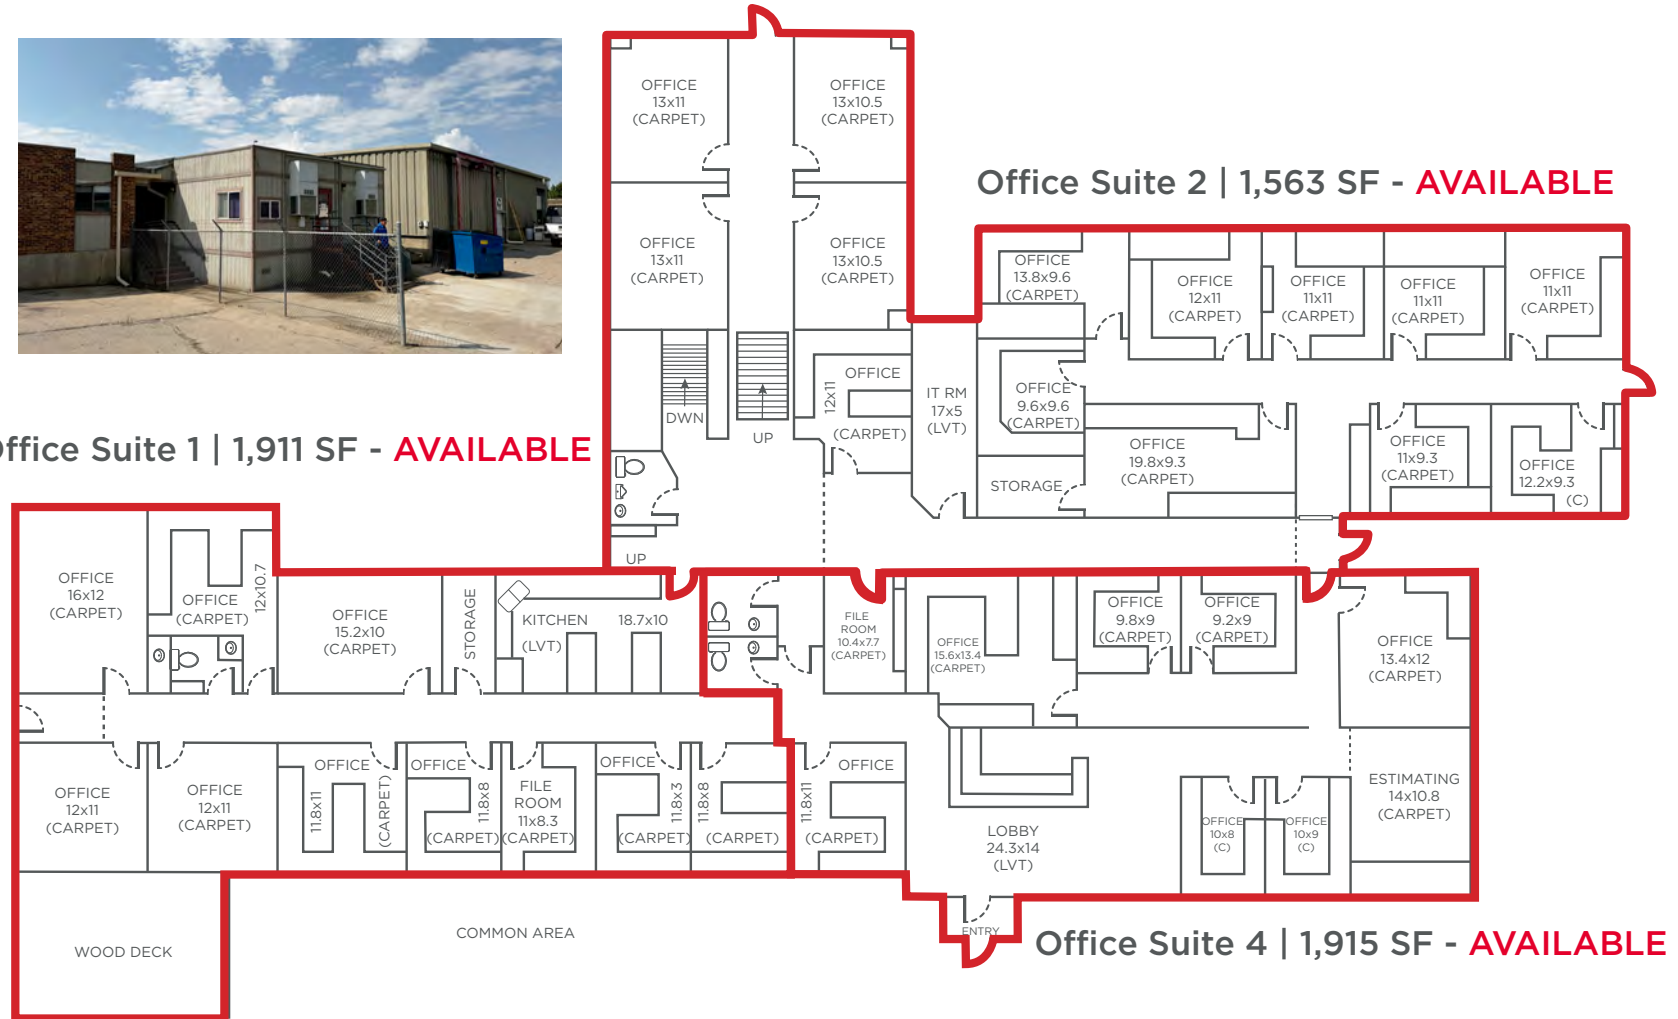 OFFICE
13x11
(CARPET)
OFFICE
13x10.5
(CARPET)
Office Suite 2 | 1,563 SF - AVAILABLE
OFFICE
13x11
(CARPET)
OFFICE
13x10.5
(CARPET)
OFFICE
13.8x9.6
(CARPET)
OFFICE
12x11
(CARPET)
OFFICE
11x11
(CARPET)
OFFICE
11x11
(CARPET)
OFFICE
11x11
(CARPET)
DWN
UP
OFFICE
12x11
(CARPET)
IT RM
17x5
(LVT)
OFFICE
9.6x9.6
(CARPET)
OFFICE
19.8x9.3
(CARPET)
STORAGE
OFFICE
11x9.3
(CARPET)
OFFICE
12.2x9.3
(C)
ffice Suite 1 | 1,911 SF - AVAILABLE
UP
OFFICE
16x12
(CARPET)
OFFICE
(CARPET)
12x10.7
OFFICE
15.2x10
(CARPET)
STORAGE
KITCHEN
(LVT)
18.7x10
FILE
ROOM
10.4x7.7
(CARPET)
OFFICE
15.6x13.4
(CARPET)
OFFICE
9.8x9
(CARPET)
OFFICE
9.2x9
(CARPET)
OFFICE
13.4x12
(CARPET)
OFFICE
12x11
(CARPET)
OFFICE
12x11
(CARPET)
OFFICE
11.8x11
(CARPET)
OFFICE
11.8x8
(CARPET)
FILE
ROOM
11x8.3
(CARPET)
OFFICE
11.8x3
(CARPET)
11.8x8
(CARPET)
OFFICE
11.8x11
(CARPET)
LOBBY
24.3x14
(LVT)
OFFICE
10x8
(C)
OFFICE
10x9
(C)
ESTIMATING
14x10.8
(CARPET)
WOOD DECK
COMMON AREA
ENTRY
Office Suite 4 | 1,915 SF - AVAILABLE